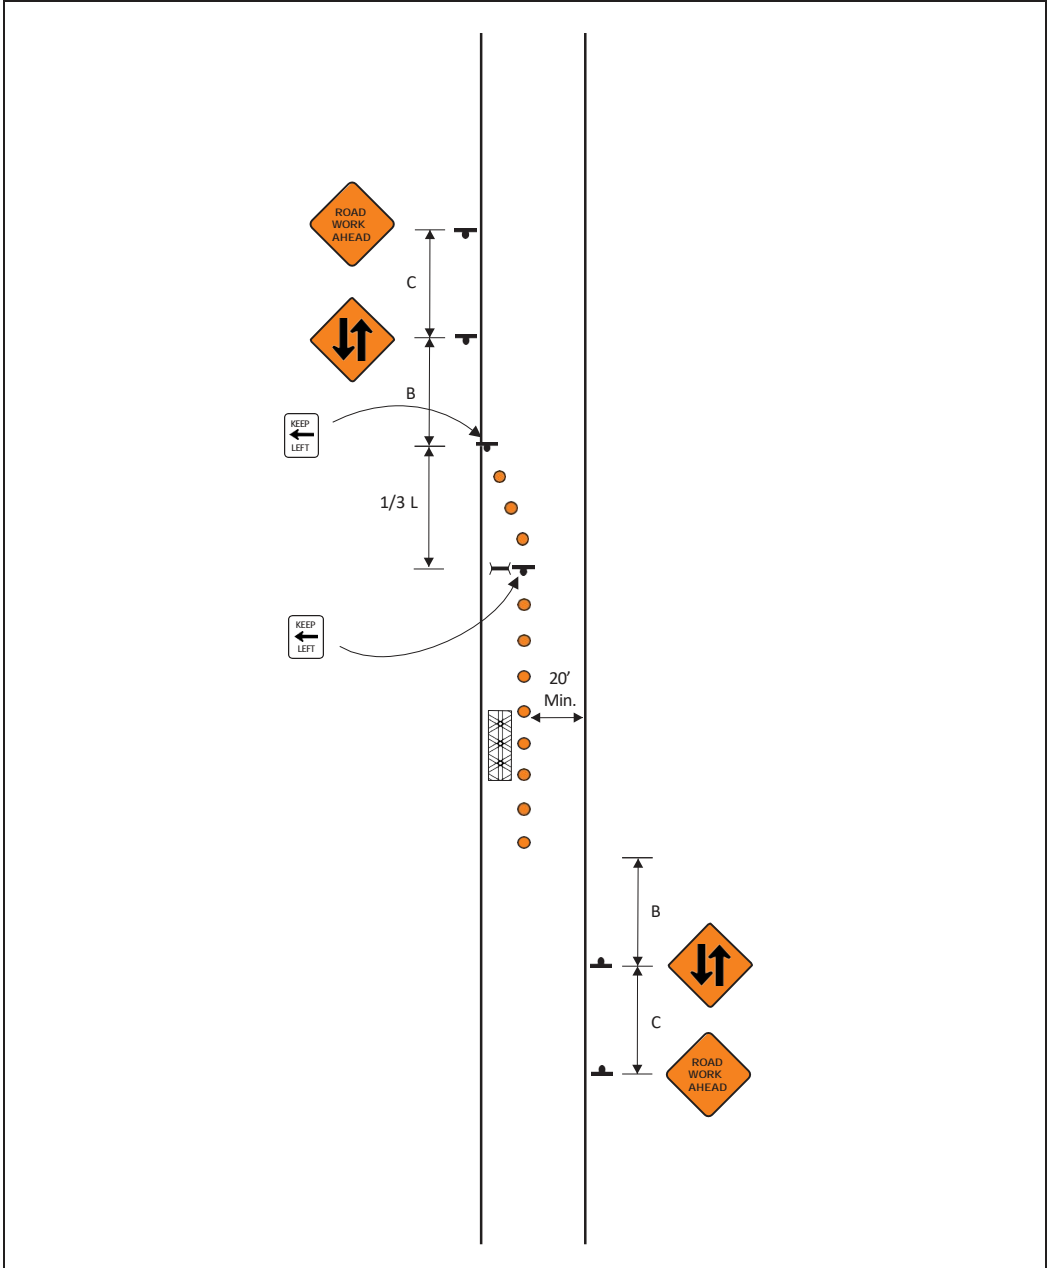 ROAD
WORK
AHEAD
C
B
KEEP
LEFT
1/3 L
KEEP
LEFT
20’
Min.
B
C
ROAD
WORK
AHEAD